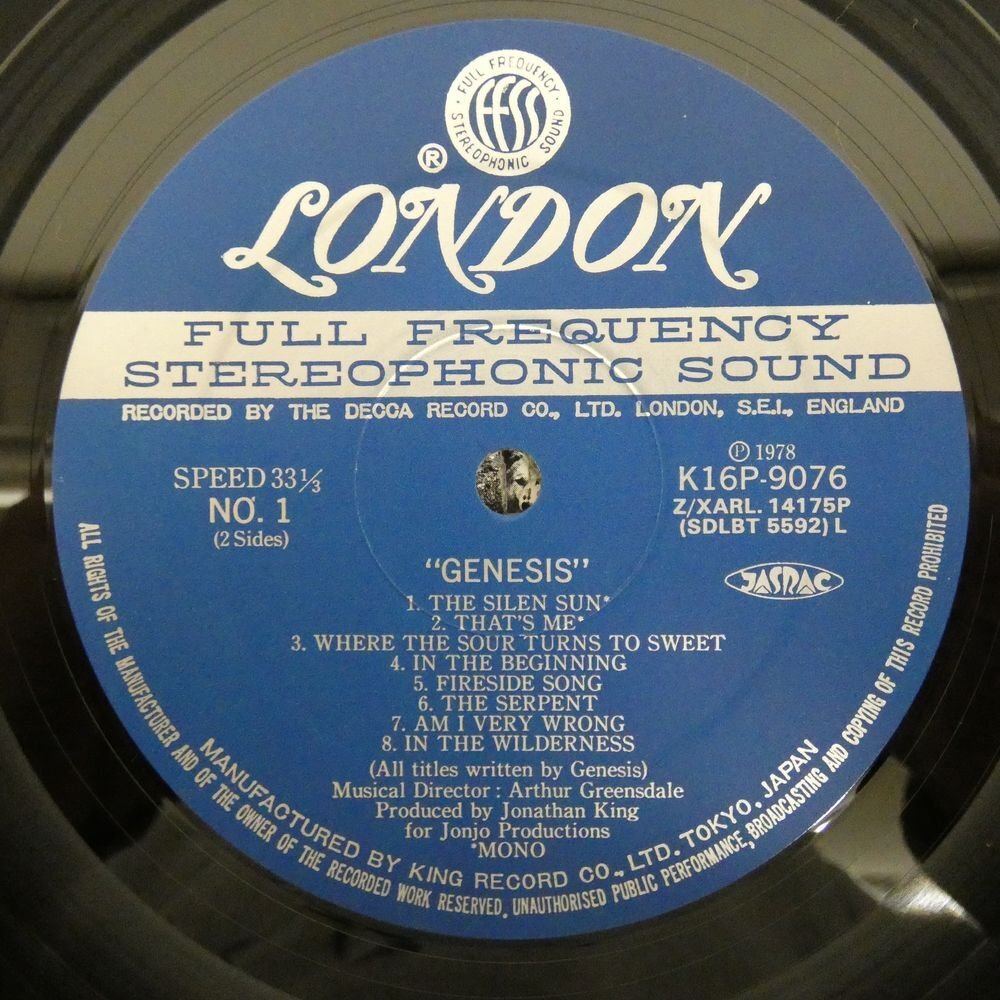 FULL FREQUENCY
STEREOPHONIC SOUND
FFSS
®
LONDON
FULL FREQUENCY
STEREOPHONIC SOUND
RECORDED BY THE DECCA RECORD CO., LTD. LONDON, S.E.I., ENGLAND
SPEED 33⅓
NO. 1
(2 Sides)
℗ 1978
K16P-9076
Z/XARL. 14175P
(SDLBT 5592) L
JASRAC
"GENESIS"
1. THE SILEN SUN*
2. THAT'S ME*
3. WHERE THE SOUR TURNS TO SWEET
4. IN THE BEGINNING
5. FIRESIDE SONG
6. THE SERPENT
7. AM I VERY WRONG
8. IN THE WILDERNESS
(All titles written by Genesis)
Musical Director : Arthur Greensdale
Produced by Jonathan King
for Jonjo Productions
*MONO
MANUFACTURED BY KING RECORD CO., LTD. TOKYO. JAPAN
ALL RIGHTS OF THE MANUFACTURER AND OF THE OWNER OF THE RECORDED WORK RESERVED. UNAUTHORISED PUBLIC PERFORMANCE, BROADCASTING AND COPYING OF THIS RECORD PROHIBITED